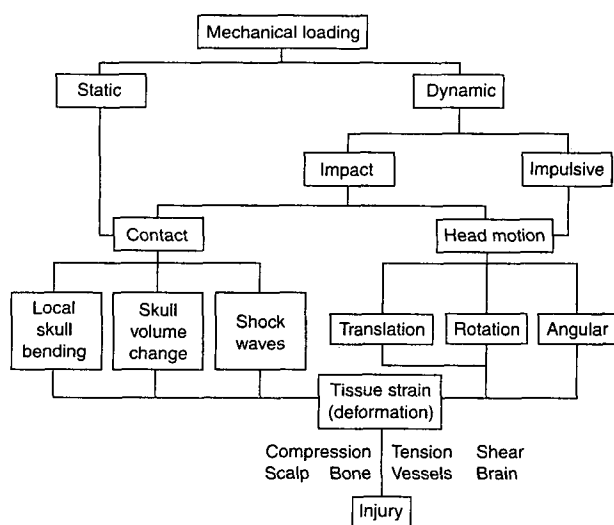 Mechanical loading
Static
Dynamic
Impact
Impulsive
Contact
Head motion
Local
skull
bending
Skull
volume
change
Shock
waves
Translation
Rotation
Angular
Tissue strain
(deformation)
Compression Tension Shear
Scalp Bone Vessels Brain
Injury